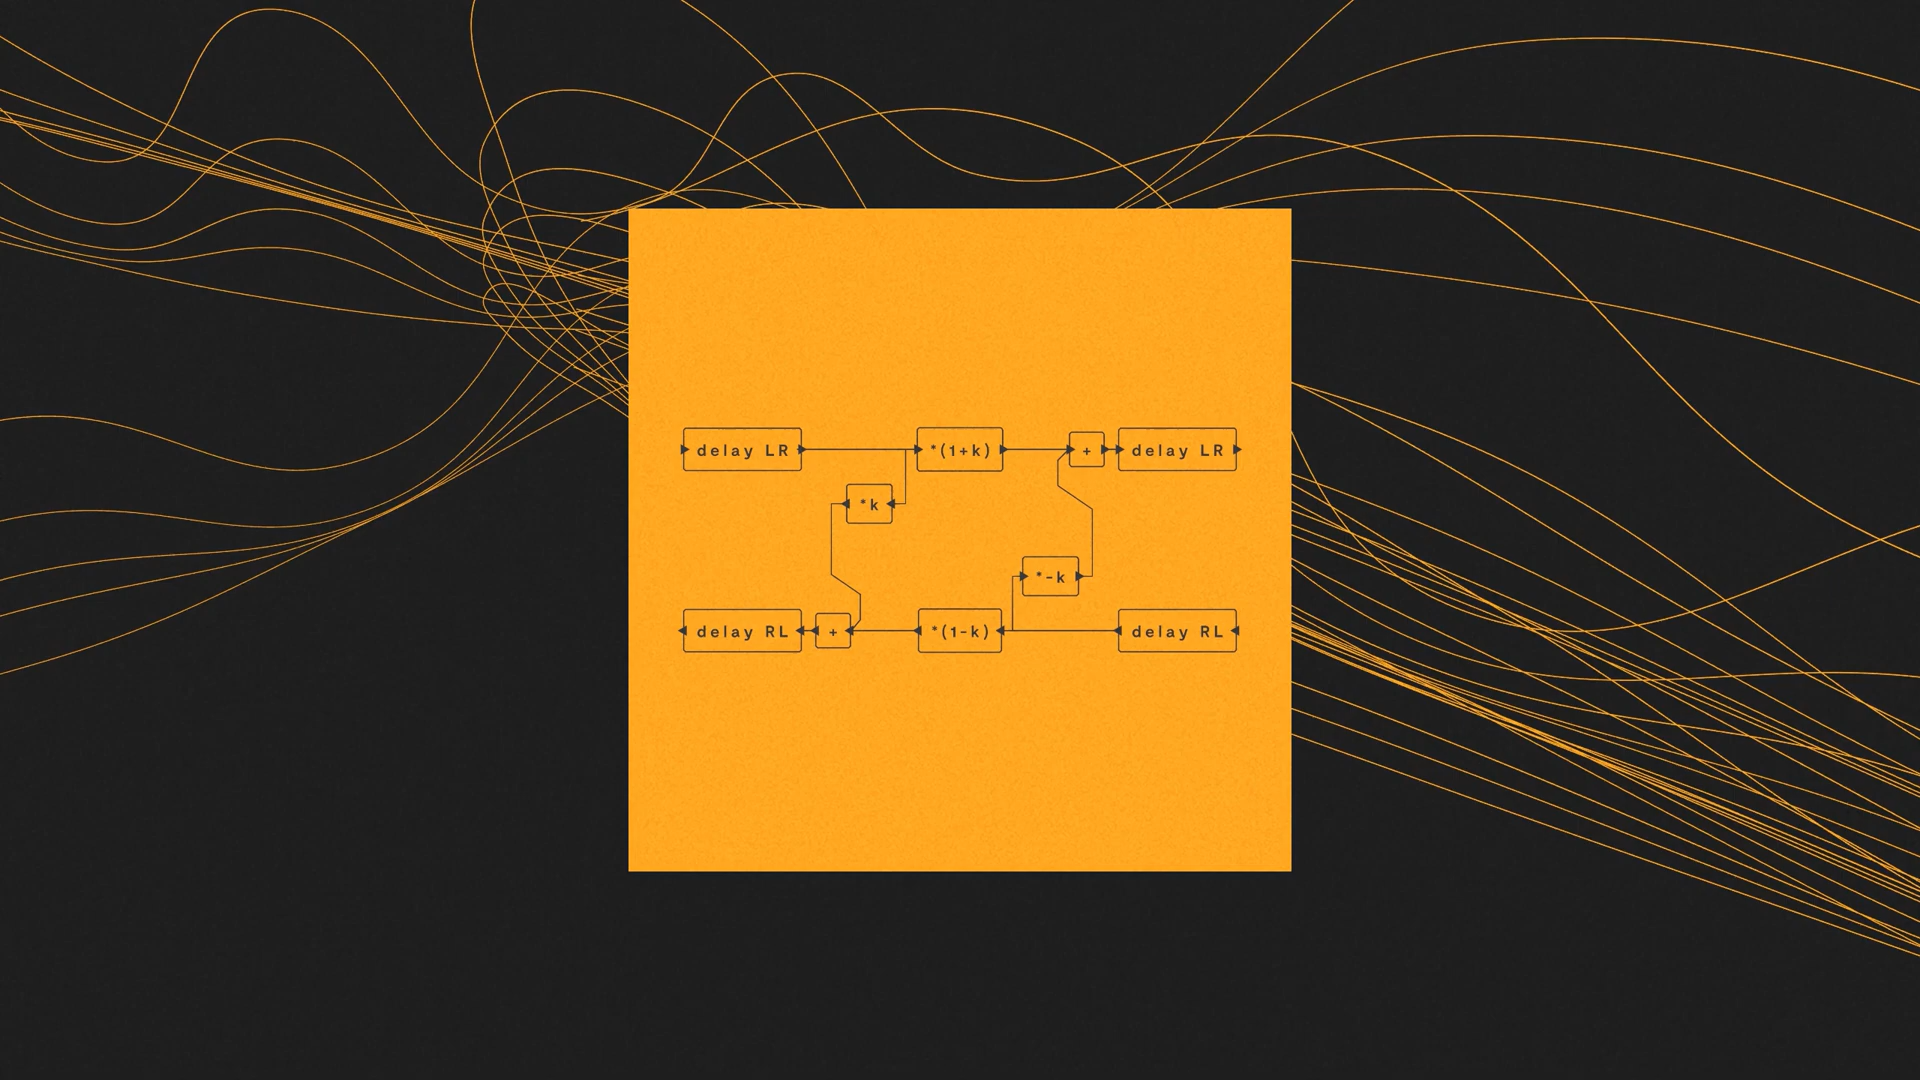 delay LR *(1+k) + delay LR
*k
*-k
delay RL + *(1-k) delay RL